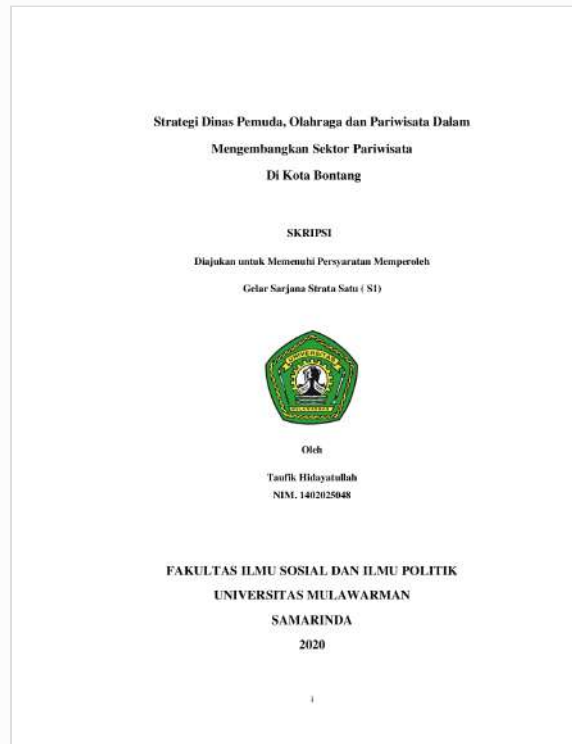 Strategi Dinas Pemuda, Olahraga dan Pariwisata Dalam
Mengembangkan Sektor Pariwisata
Di Kota Bontang
SKRIPSI
Diajukan untuk Memenuhi Persyaratan Memperoleh
Gelar Sarjana Strata Satu ( S1)
UNIVERSITAS
MULAWARMAN
Oleh
Taufik Hidayatullah
NIM. 1402025048
FAKULTAS ILMU SOSIAL DAN ILMU POLITIK
UNIVERSITAS MULAWARMAN
SAMARINDA
2020
i